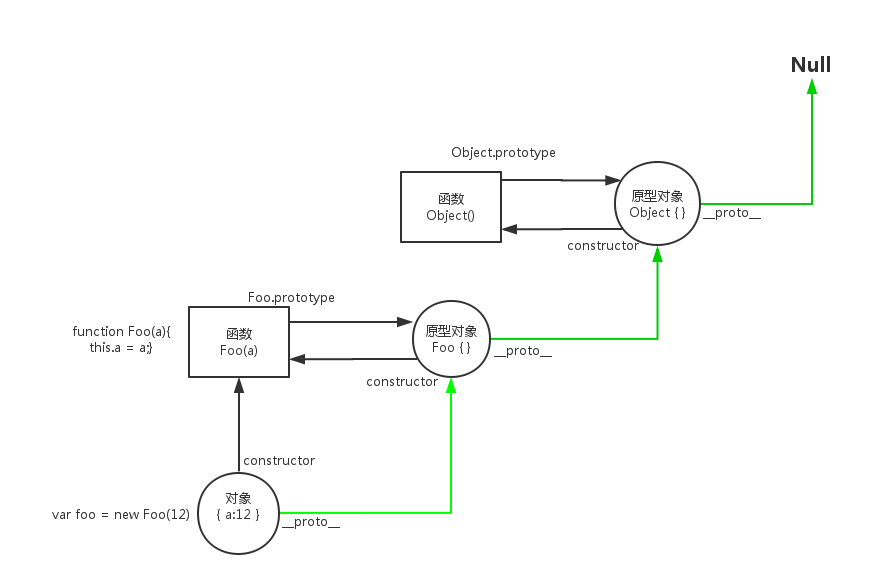 Null
Object.prototype
函数
Object()
原型对象
Object { }
__proto__
constructor
Foo.prototype
function Foo(a){
this.a = a;}
函数
Foo(a)
原型对象
Foo { }
__proto__
constructor
constructor
var foo = new Foo(12)
对象
{ a:12 }
__proto__